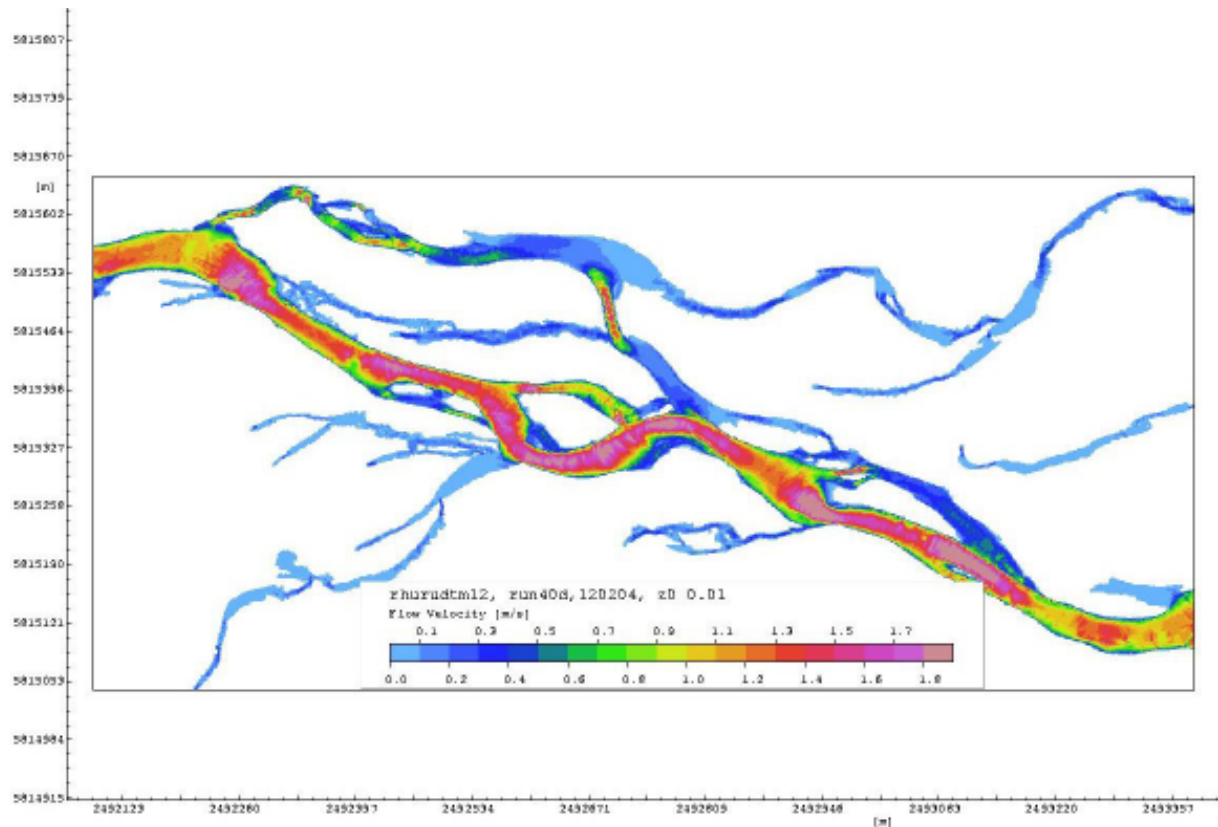 5815807
5815739
5815670
[m]
5815602
5815533
5815464
5815396
5815327
5815258
5815190
5815121
5815053
5814984
5814915
rhurudtm12, run40d,120204, z0 0.01
Flow Velocity [m/s]
0.1 0.3 0.5 0.7 0.9 1.1 1.3 1.5 1.7
0.0 0.2 0.4 0.6 0.8 1.0 1.2 1.4 1.6 1.8
2492123 2492260 2492397 2492534 2492671 2492809 2492946 2493083 2493220 2493357
[m]